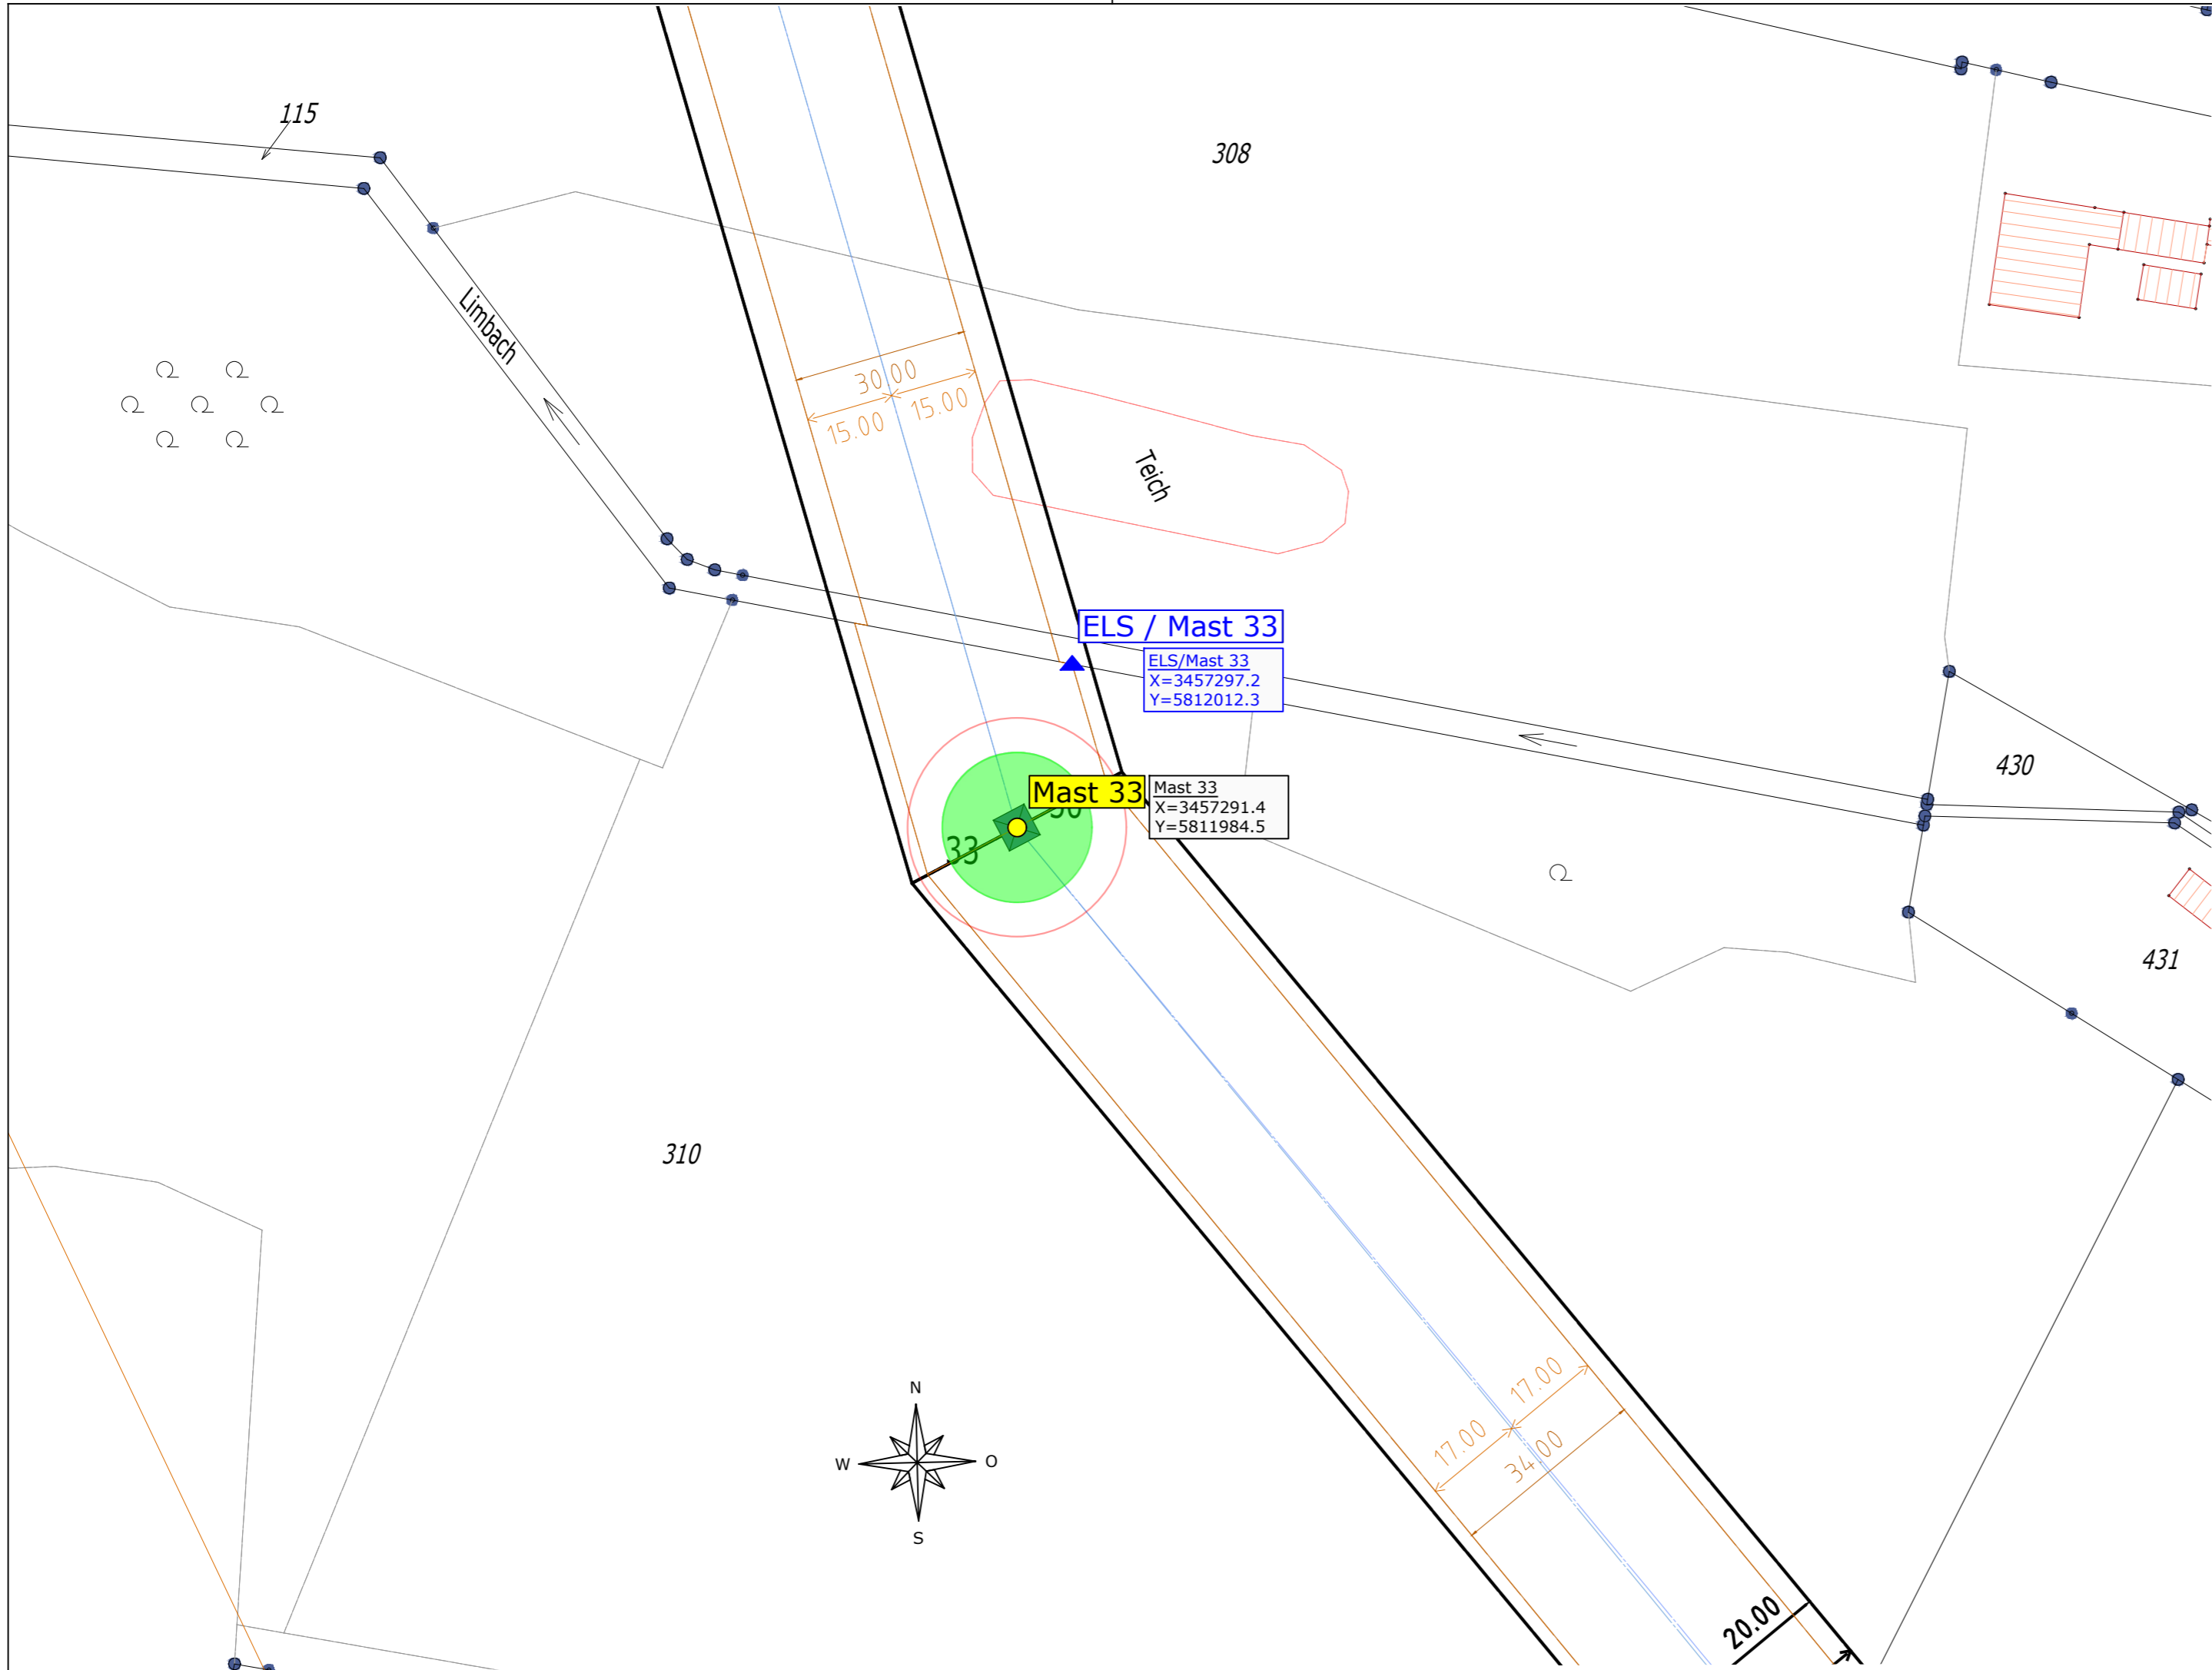 115
308
Limbach
30.00
15.00
15.00
Teich
ELS / Mast 33
ELS/Mast 33
X=3457297.2
Y=5812012.3
430
Mast 33
Mast 33
X=3457291.4
Y=5811984.5
33
431
310
17.00
17.00
34.00
N
W
O
S
20.00